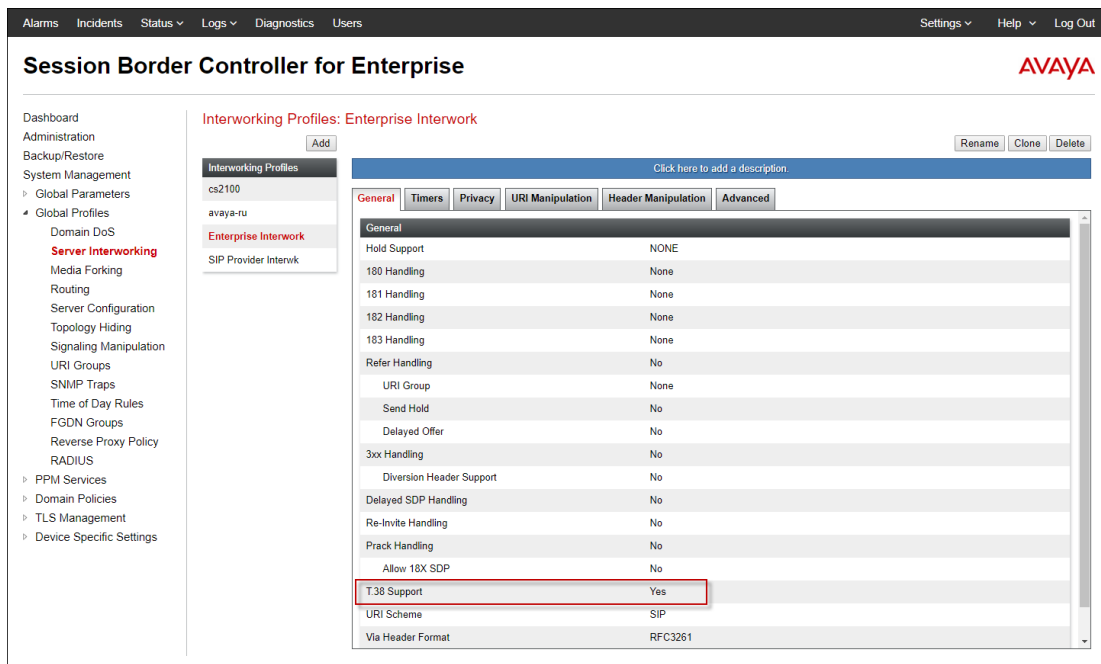 Alarms Incidents Status Logs Diagnostics Users Settings Help Log Out
Session Border Controller for Enterprise
AVAYA
Dashboard
Administration
Backup/Restore
System Management
Global Parameters
Global Profiles
Domain DoS
Server Interworking
Media Forking
Routing
Server Configuration
Topology Hiding
Signaling Manipulation
URI Groups
SNMP Traps
Time of Day Rules
FGDN Groups
Reverse Proxy Policy
RADIUS
PPM Services
Domain Policies
TLS Management
Device Specific Settings
Interworking Profiles: Enterprise Interwork
Add
Rename Clone Delete
Interworking Profiles
cs2100
avaya-ru
Enterprise Interwork
SIP Provider Interwk
Click here to add a description.
General Timers Privacy URI Manipulation Header Manipulation Advanced
General
Hold Support NONE
180 Handling None
181 Handling None
182 Handling None
183 Handling None
Refer Handling No
URI Group None
Send Hold No
Delayed Offer No
3xx Handling No
Diversion Header Support No
Delayed SDP Handling No
Re-Invite Handling No
Prack Handling No
Allow 18X SDP No
T.38 Support Yes
URI Scheme SIP
Via Header Format RFC3261